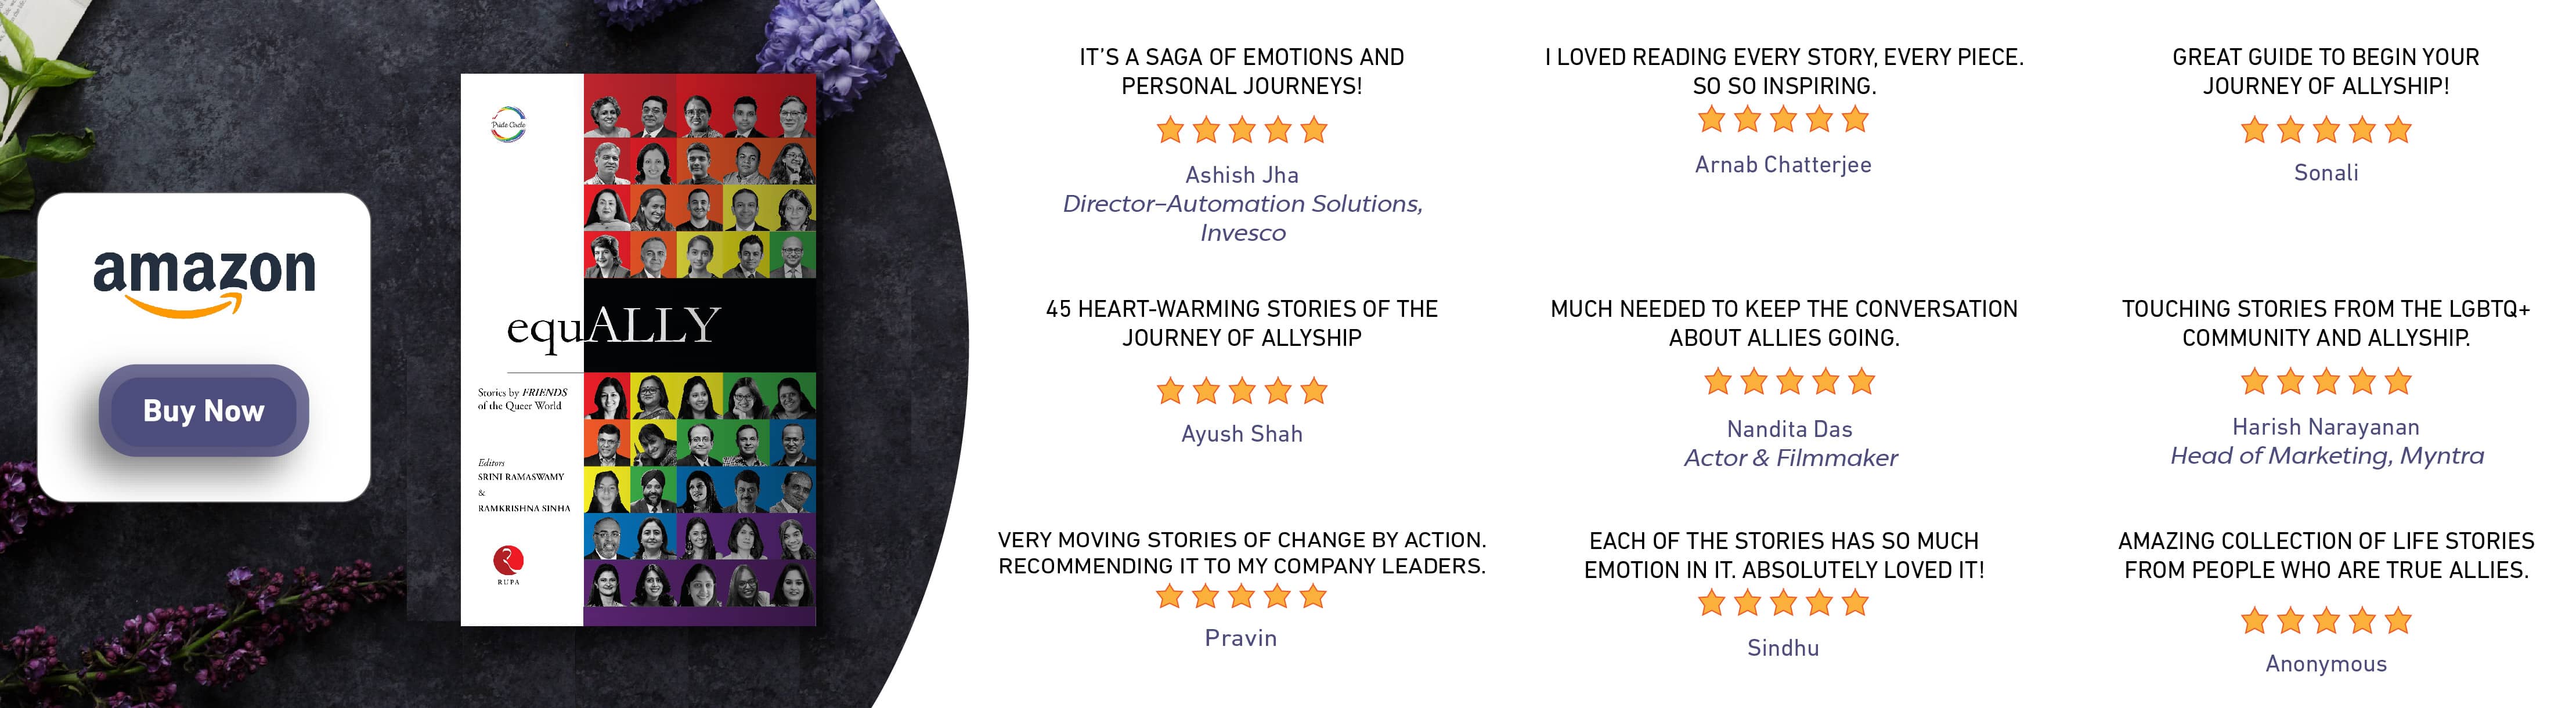 amazon
Buy Now
Pride Circle
equALLY
Stories by FRIENDS
of the Queer World
Editors
SRINI RAMASWAMY
&
RAMKRISHNA SINHA
RUPA
IT'S A SAGA OF EMOTIONS AND
PERSONAL JOURNEYS!
Ashish Jha
Director–Automation Solutions,
Invesco
I LOVED READING EVERY STORY, EVERY PIECE.
SO SO INSPIRING.
Arnab Chatterjee
GREAT GUIDE TO BEGIN YOUR
JOURNEY OF ALLYSHIP!
Sonali
45 HEART-WARMING STORIES OF THE
JOURNEY OF ALLYSHIP
Ayush Shah
MUCH NEEDED TO KEEP THE CONVERSATION
ABOUT ALLIES GOING.
Nandita Das
Actor & Filmmaker
TOUCHING STORIES FROM THE LGBTQ+
COMMUNITY AND ALLYSHIP.
Harish Narayanan
Head of Marketing, Myntra
VERY MOVING STORIES OF CHANGE BY ACTION.
RECOMMENDING IT TO MY COMPANY LEADERS.
Pravin
EACH OF THE STORIES HAS SO MUCH
EMOTION IN IT. ABSOLUTELY LOVED IT!
Sindhu
AMAZING COLLECTION OF LIFE STORIES
FROM PEOPLE WHO ARE TRUE ALLIES.
Anonymous